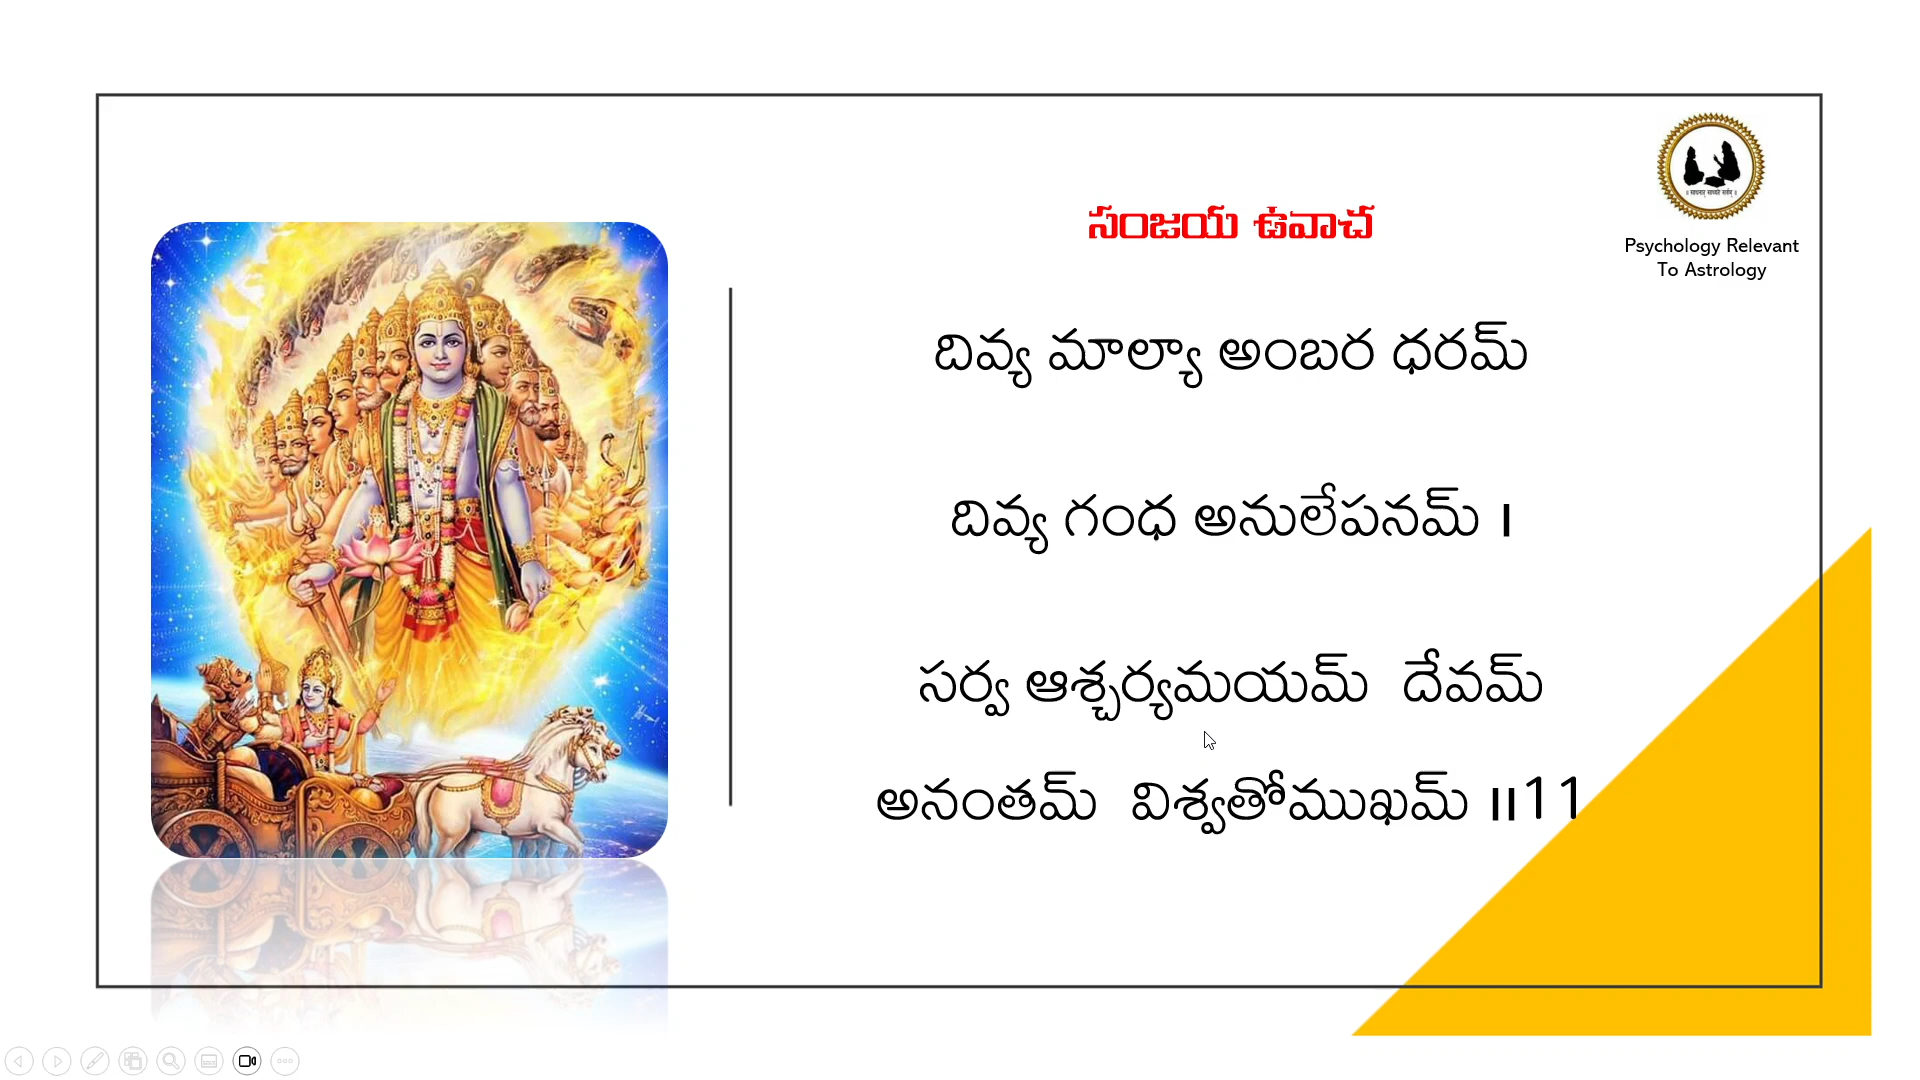 సంజయ ఉవాచ
Psychology Relevant
To Astrology
దివ్య మాల్యా అంబర ధరమ్
దివ్య గంధ అనులేపనమ్ ।
సర్వ ఆశ్చర్యమయమ్ దేవమ్
అనంతమ్ విశ్వతోముఖమ్ ।।11